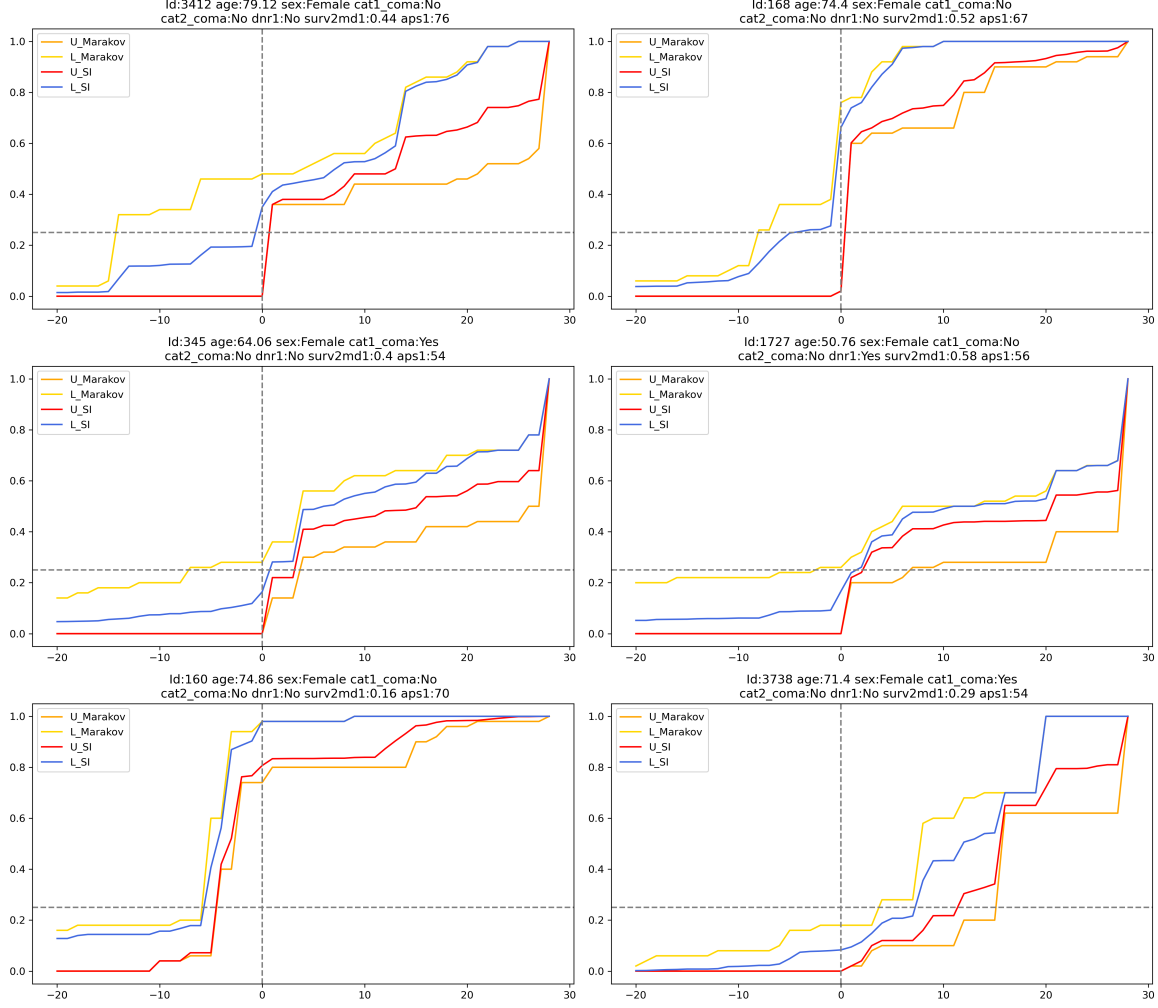 Id:3412 age:79.12 sex:Female cat1_coma:No
cat2_coma:No dnr1:No surv2md1:0.44 aps1:76
1.0
0.8
0.6
0.4
0.2
0.0
−20
−10
0
10
20
30
U_Marakov
L_Marakov
U_SI
L_SI
Id:168 age:74.4 sex:Female cat1_coma:No
cat2_coma:No dnr1:No surv2md1:0.52 aps1:67
1.0
0.8
0.6
0.4
0.2
0.0
−20
−10
0
10
20
30
U_Marakov
L_Marakov
U_SI
L_SI
Id:345 age:64.06 sex:Female cat1_coma:Yes
cat2_coma:No dnr1:No surv2md1:0.4 aps1:54
1.0
0.8
0.6
0.4
0.2
0.0
−20
−10
0
10
20
30
U_Marakov
L_Marakov
U_SI
L_SI
Id:1727 age:50.76 sex:Female cat1_coma:No
cat2_coma:No dnr1:Yes surv2md1:0.58 aps1:56
1.0
0.8
0.6
0.4
0.2
0.0
−20
−10
0
10
20
30
U_Marakov
L_Marakov
U_SI
L_SI
Id:160 age:74.86 sex:Female cat1_coma:No
cat2_coma:No dnr1:No surv2md1:0.16 aps1:70
1.0
0.8
0.6
0.4
0.2
0.0
−20
−10
0
10
20
30
U_Marakov
L_Marakov
U_SI
L_SI
Id:3738 age:71.4 sex:Female cat1_coma:Yes
cat2_coma:No dnr1:No surv2md1:0.29 aps1:54
1.0
0.8
0.6
0.4
0.2
0.0
−20
−10
0
10
20
30
U_Marakov
L_Marakov
U_SI
L_SI